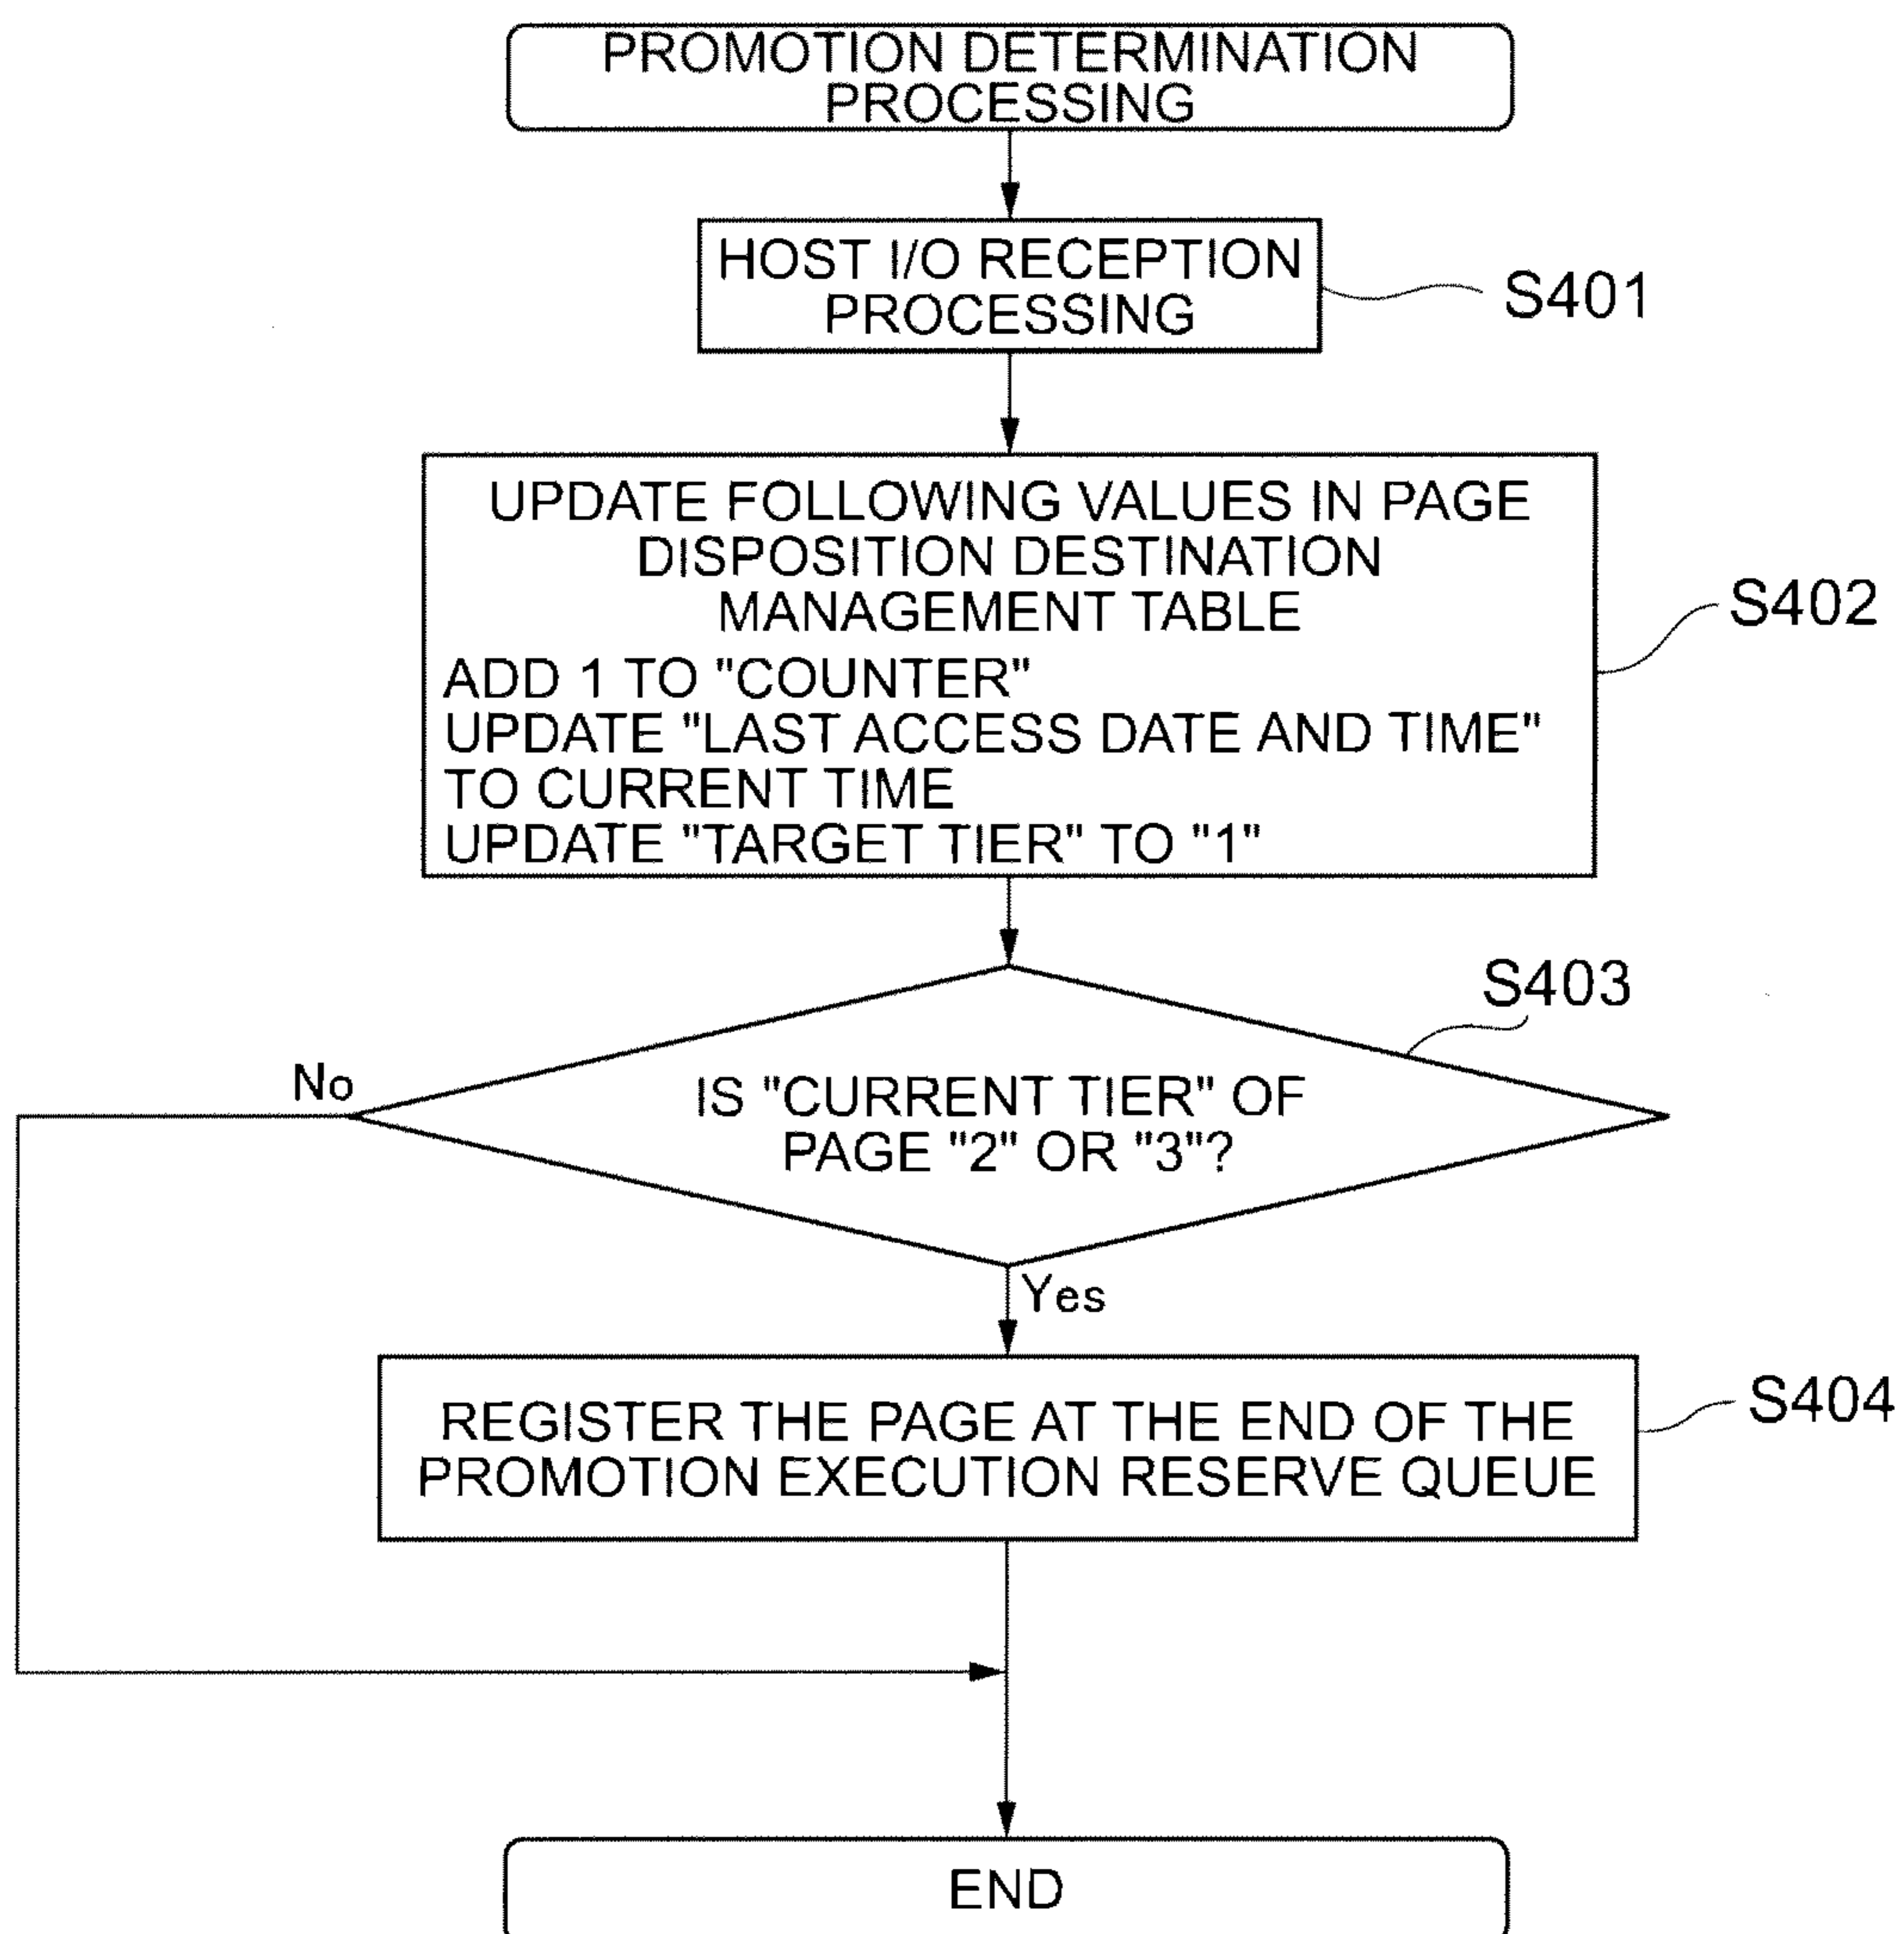 PROMOTION DETERMINATION
PROCESSING
HOST I/O RECEPTION
PROCESSING
S401
UPDATE FOLLOWING VALUES IN PAGE
DISPOSITION DESTINATION
MANAGEMENT TABLE
ADD 1 TO "COUNTER"
UPDATE "LAST ACCESS DATE AND TIME"
TO CURRENT TIME
UPDATE "TARGET TIER" TO "1"
S402
S403
No
IS "CURRENT TIER" OF
PAGE "2" OR "3"?
Yes
REGISTER THE PAGE AT THE END OF THE
PROMOTION EXECUTION RESERVE QUEUE
S404
END